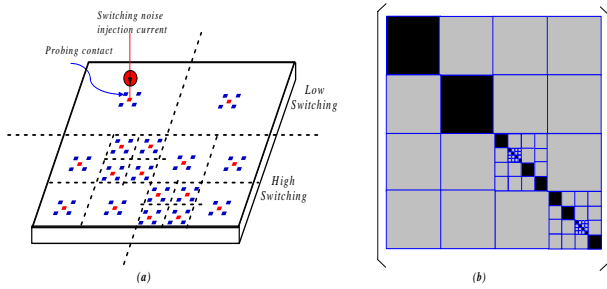 Switching noise
injection current
Probing contact
Low
Switching
High
Switching
(a)
(b)